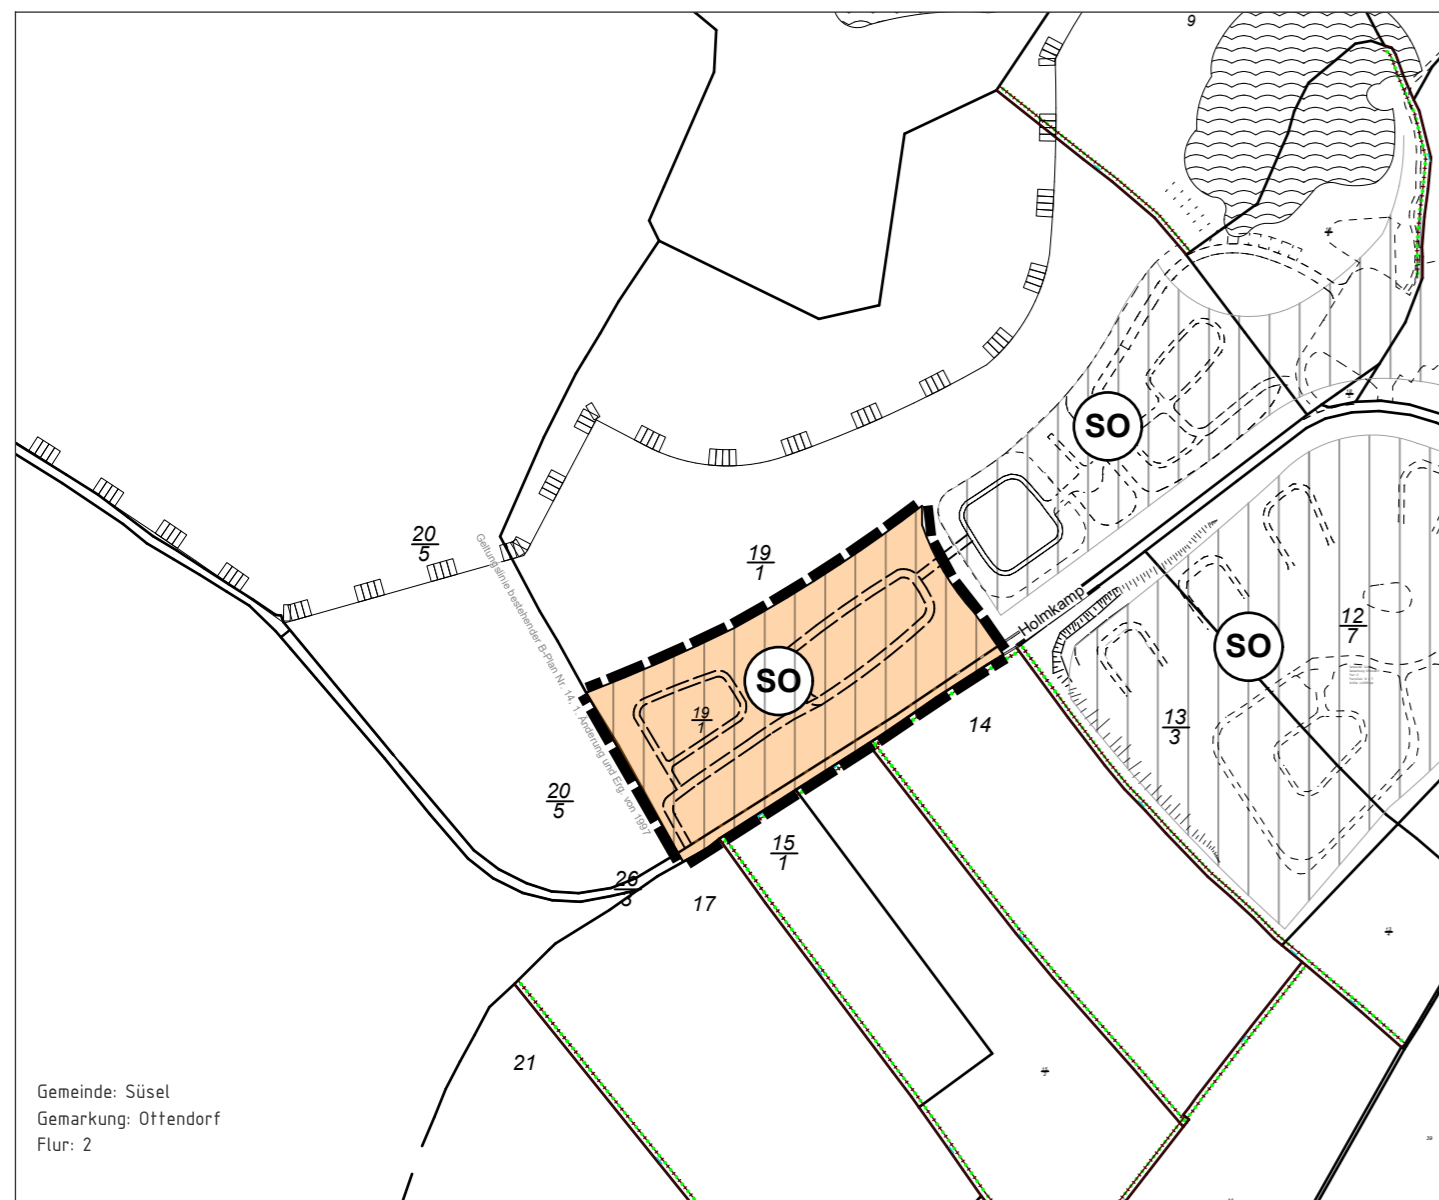 9
SO
20
5
19
1
Geltungslinie bestehender B-Plan Nr. 14, 1. Änderung und Erg. von 1997
Holmkamp
12
7
SO
SO
19
1
14
13
3
20
5
15
1
26
3
17
21
Gemeinde: Süsel
Gemarkung: Ottendorf
Flur: 2